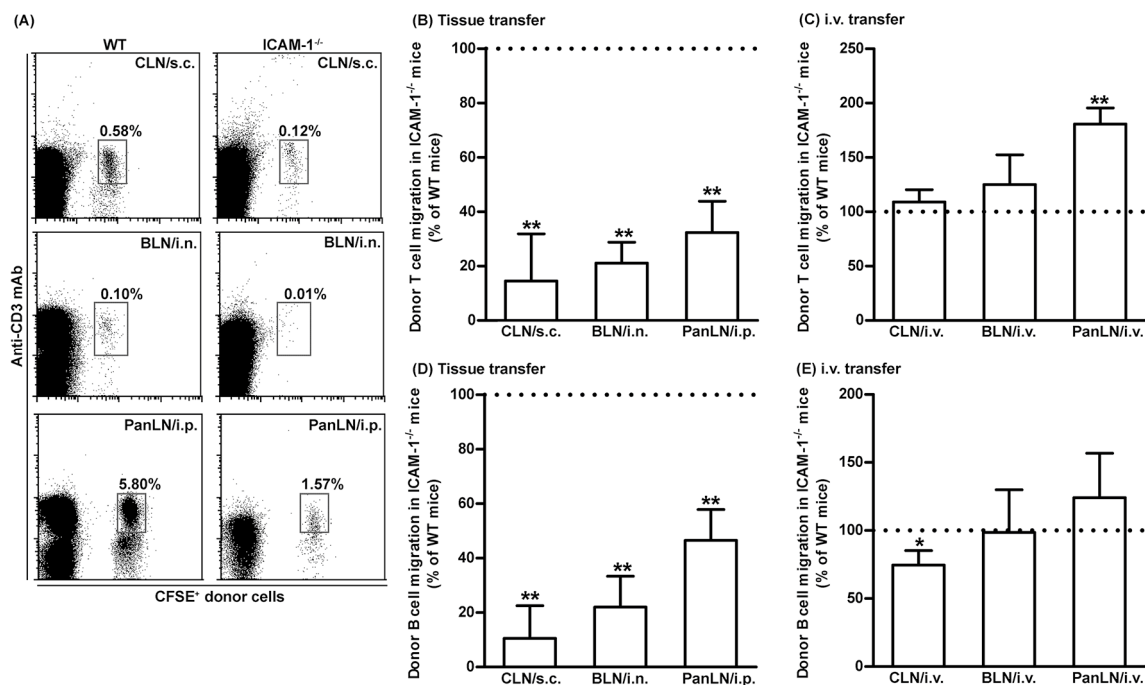 (A)
WT
ICAM-1-/-
CLN/s.c.
CLN/s.c.
0.58%
0.12%
BLN/i.n.
BLN/i.n.
0.10%
0.01%
PanLN/i.p.
PanLN/i.p.
5.80%
1.57%
Anti-CD3 mAb
CFSE+ donor cells
(B) Tissue transfer
Donor T cell migration in ICAM-1-/- mice
(% of WT mice)
100
80
60
40
20
0
**
**
**
CLN/s.c.
BLN/i.n.
PanLN/i.p.
(C) i.v. transfer
Donor T cell migration in ICAM-1-/- mice
(% of WT mice)
250
200
150
100
50
0
**
CLN/i.v.
BLN/i.v.
PanLN/i.v.
(D) Tissue transfer
Donor B cell migration in ICAM-1-/- mice
(% of WT mice)
100
80
60
40
20
0
**
**
**
CLN/s.c.
BLN/i.n.
PanLN/i.p.
(E) i.v. transfer
Donor B cell migration in ICAM-1-/- mice
(% of WT mice)
200
150
100
50
0
*
CLN/i.v.
BLN/i.v.
PanLN/i.v.